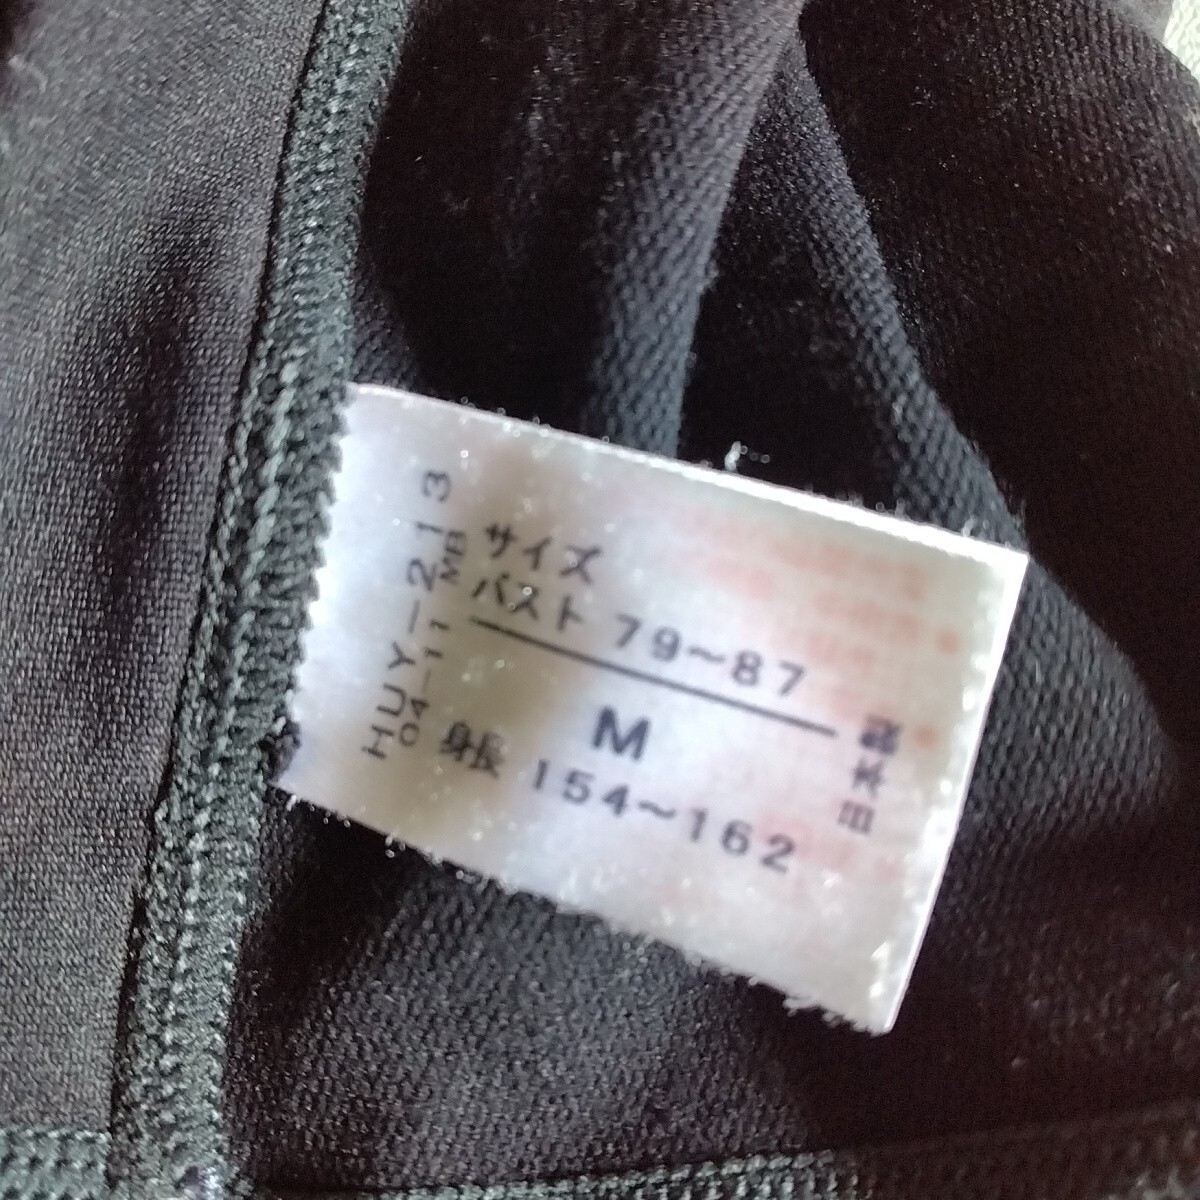 サイズ
バスト 79～87
M
身長 154～162
HUY-213
04-11 MB
日本製